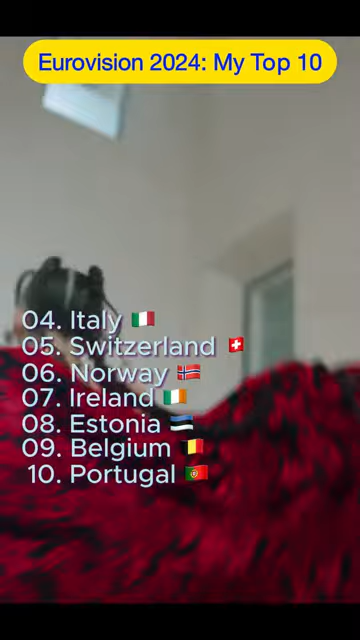 Eurovision 2024: My Top 10
04. Italy 🇮🇹
05. Switzerland 🇨🇭
06. Norway 🇳🇴
07. Ireland 🇮🇪
08. Estonia 🇪🇪
09. Belgium 🇧🇪
10. Portugal 🇵🇹